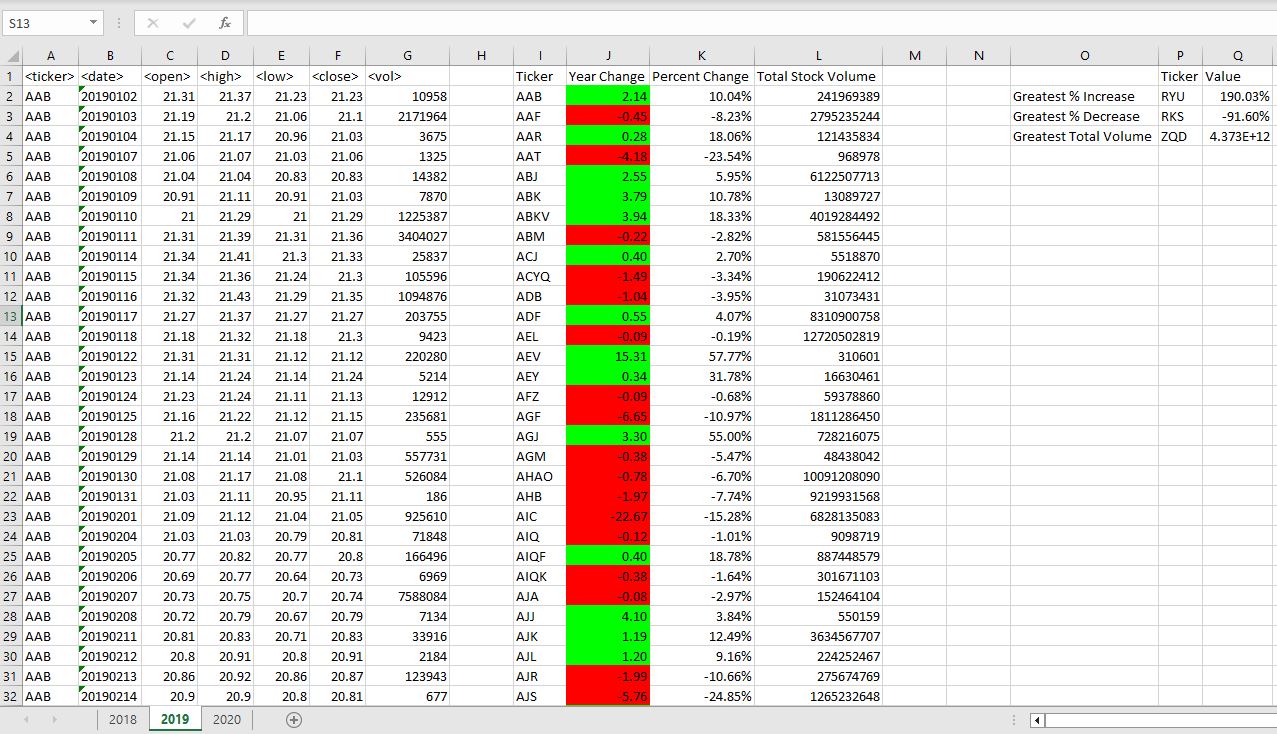 S13 fx
A B C D E F G H I J K L M N O P Q
1 <ticker> <date> <open> <high> <low> <close> <vol> Ticker Year Change Percent Change Total Stock Volume Ticker Value
2 AAB 20190102 21.31 21.37 21.23 21.23 10958 AAB 2.14 10.04% 241969389 Greatest % Increase RYU 190.03%
3 AAB 20190103 21.19 21.2 21.06 21.1 2171964 AAF -0.45 -8.23% 2795235244 Greatest % Decrease RKS -91.60%
4 AAB 20190104 21.15 21.17 20.96 21.03 3675 AAR 0.28 18.06% 121435834 Greatest Total Volume ZQD 4.373E+12
5 AAB 20190107 21.06 21.07 21.03 21.06 1325 AAT -4.18 -23.54% 968978
6 AAB 20190108 21.04 21.04 20.83 20.83 14382 ABJ 2.55 5.95% 6122507713
7 AAB 20190109 20.91 21.11 20.91 21.03 7870 ABK 3.79 10.78% 13089727
8 AAB 20190110 21 21.29 21 21.29 1225387 ABKV 3.94 18.33% 4019284492
9 AAB 20190111 21.31 21.39 21.31 21.36 3404027 ABM -0.22 -2.82% 581556445
10 AAB 20190114 21.34 21.41 21.3 21.33 25837 ACJ 0.40 2.70% 5518870
11 AAB 20190115 21.34 21.36 21.24 21.3 105596 ACYQ -1.49 -3.34% 190622412
12 AAB 20190116 21.32 21.43 21.29 21.35 1094876 ADB -1.04 -3.95% 31073431
13 AAB 20190117 21.27 21.37 21.27 21.27 203755 ADF 0.55 4.07% 8310900758
14 AAB 20190118 21.18 21.32 21.18 21.3 9423 AEL -0.09 -0.19% 12720502819
15 AAB 20190122 21.31 21.31 21.12 21.12 220280 AEV 15.31 57.77% 310601
16 AAB 20190123 21.14 21.24 21.14 21.24 5214 AEY 0.34 31.78% 16630461
17 AAB 20190124 21.23 21.24 21.11 21.13 12912 AFZ -0.09 -0.68% 59378860
18 AAB 20190125 21.16 21.22 21.12 21.15 235681 AGF -6.65 -10.97% 1811286450
19 AAB 20190128 21.2 21.2 21.07 21.07 555 AGJ 3.30 55.00% 728216075
20 AAB 20190129 21.14 21.14 21.01 21.03 557731 AGM -0.38 -5.47% 48438042
21 AAB 20190130 21.08 21.17 21.08 21.1 526084 AHAO -0.78 -6.70% 10091208090
22 AAB 20190131 21.03 21.11 20.95 21.11 186 AHB -1.97 -7.74% 9219931568
23 AAB 20190201 21.09 21.12 21.04 21.05 925610 AIC -22.67 -15.28% 6828135083
24 AAB 20190204 21.03 21.03 20.79 20.81 71848 AIQ -0.12 -1.01% 9098719
25 AAB 20190205 20.77 20.82 20.77 20.8 166496 AIQF 0.40 18.78% 887448579
26 AAB 20190206 20.69 20.77 20.64 20.73 6969 AIQK -0.38 -1.64% 301671103
27 AAB 20190207 20.73 20.75 20.7 20.74 7588084 AJA -0.08 -2.97% 152464104
28 AAB 20190208 20.72 20.79 20.67 20.79 7134 AJJ 4.10 3.84% 550159
29 AAB 20190211 20.81 20.83 20.71 20.83 33916 AJK 1.19 12.49% 3634567707
30 AAB 20190212 20.8 20.91 20.8 20.91 2184 AJL 1.20 9.16% 224252467
31 AAB 20190213 20.86 20.92 20.86 20.87 123943 AJR -1.99 -10.66% 275674769
32 AAB 20190214 20.9 20.9 20.8 20.81 677 AJS -5.76 -24.85% 1265232648
2018 2019 2020